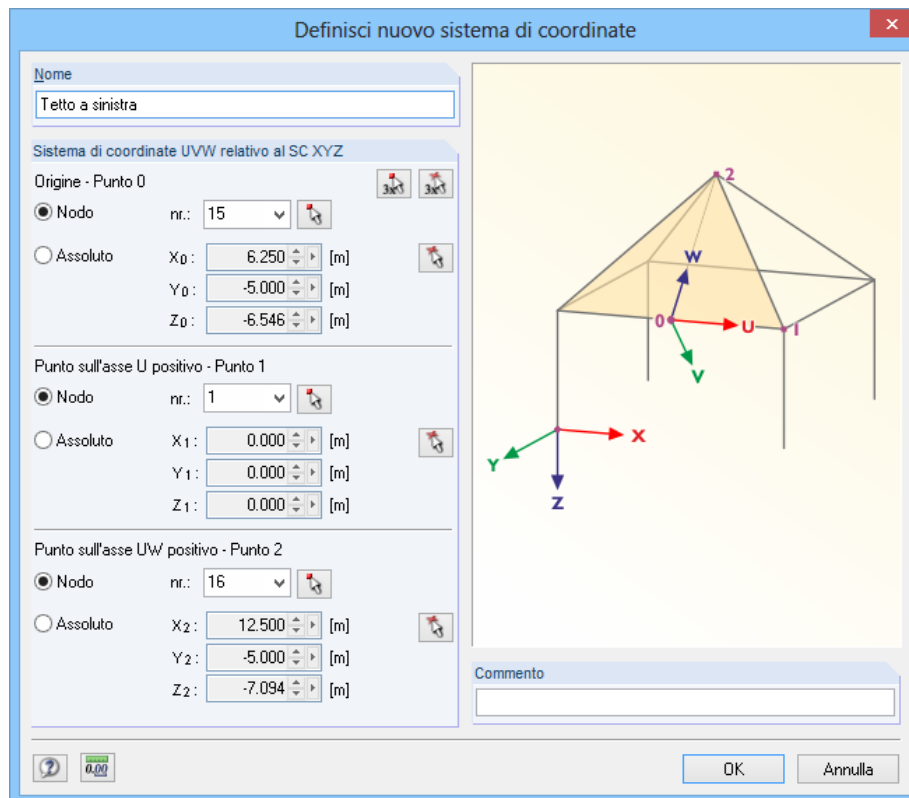 Definisci nuovo sistema di coordinate
Nome
Tetto a sinistra
Sistema di coordinate UVW relativo al SC XYZ
Origine - Punto 0
3x
3x
Nodo nr.: 15
Assoluto X0: 6.250 [m]
Y0: -5.000 [m]
Z0: -6.546 [m]
Punto sull'asse U positivo - Punto 1
Nodo nr.: 1
Assoluto X1: 0.000 [m]
Y1: 0.000 [m]
Z1: 0.000 [m]
Punto sull'asse UW positivo - Punto 2
Nodo nr.: 16
Assoluto X2: 12.500 [m]
Y2: -5.000 [m]
Z2: -7.094 [m]
2
W
0
U
1
V
X
Y
Z
Commento
?
0.00
OK
Annulla